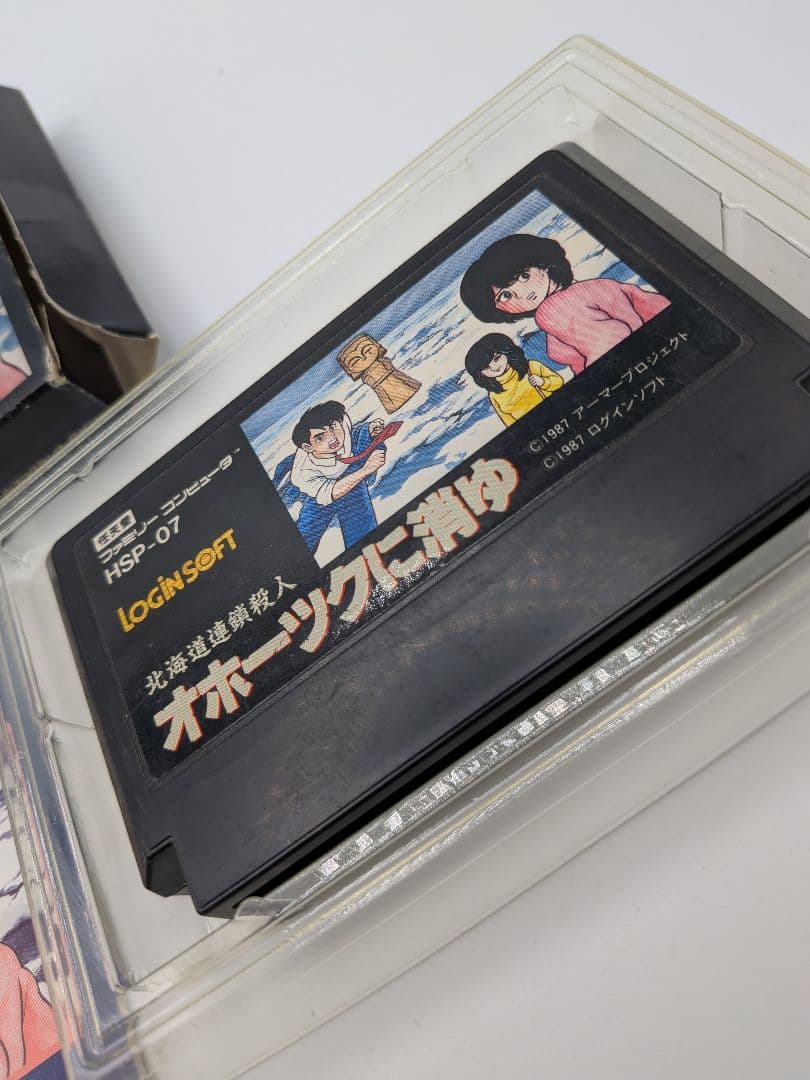 ファミリー コンピュータ™
HSP-07
LOGiN SOFT
北海道連鎖殺人
オホーツクに消ゆ
©1987 アーマープロジェクト
©1987 ログインソフト